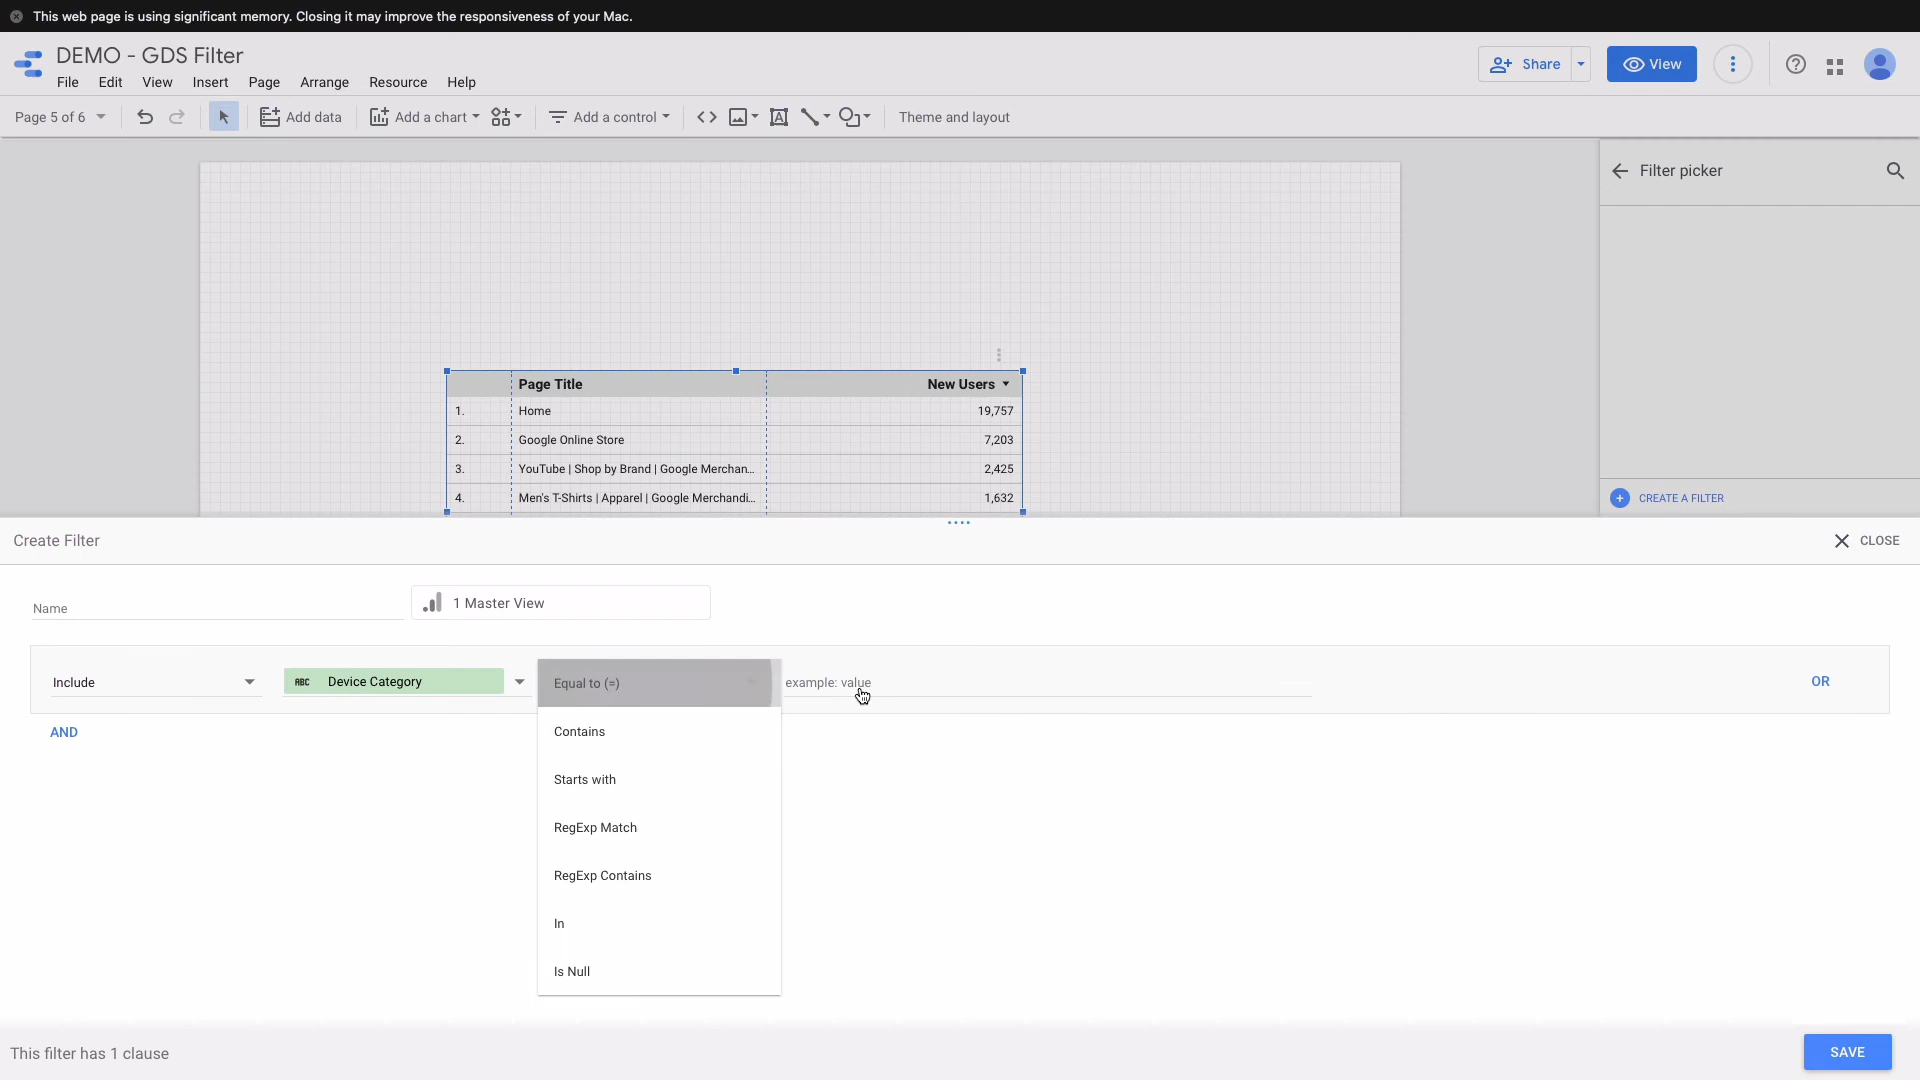 This web page is using significant memory. Closing it may improve the responsiveness of your Mac.
DEMO - GDS Filter
File Edit View Insert Page Arrange Resource Help
Share
View
Page 5 of 6
Add data
Add a chart
Add a control
Theme and layout
Filter picker
Page Title New Users
1. Home 19,757
2. Google Online Store 7,203
3. YouTube | Shop by Brand | Google Merchan... 2,425
4. Men's T-Shirts | Apparel | Google Merchandi... 1,632
CREATE A FILTER
Create Filter
CLOSE
Name
1 Master View
Include
ABC Device Category
Equal to (=)
example: value
OR
AND
Contains
Starts with
RegExp Match
RegExp Contains
In
Is Null
This filter has 1 clause
SAVE